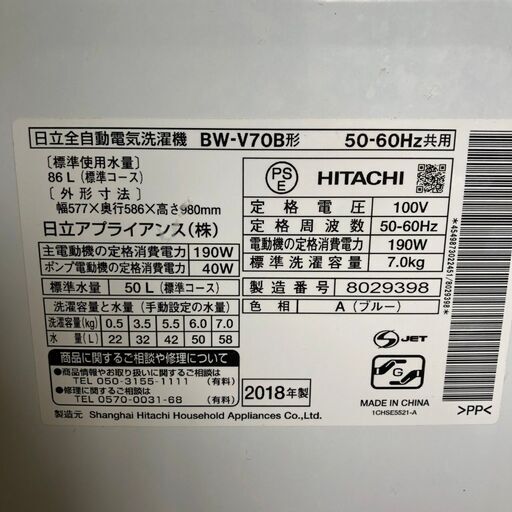 日立全自動電気洗濯機 BW-V70B形 50-60Hz共用
〔標準使用水量〕
86L(標準コース)
〔外形寸法〕
幅577×奥行586×高さ980mm
日立アプライアンス(株)
主電動機の定格消費電力 190W
ポンプ電動機の定格消費電力 40W
標準水量 50L(標準コース)
洗濯容量と水量(手動設定の水量)
洗濯容量(kg) 0.5 3.5 5.5 6.0 7.0
水量(L) 22 32 42 50 58
商品に関するご相談や修理について
●商品情報やお取り扱いに関するご相談
TEL 050-3155-1111 (有料)
●修理に関するご相談
TEL 0570-0031-68 (有料)
2018年製
製造元 Shanghai Hitachi Household Appliances Co.,Ltd.
PS
E
HITACHI
定格電圧 100V
定格周波数 50-60Hz
電動機の定格消費電力 190W
標準洗濯容量 7.0kg
製造番号 8029398
色相 A(ブルー)
S JET
G
MADE IN CHINA
1CHSE5521-A
>PP<